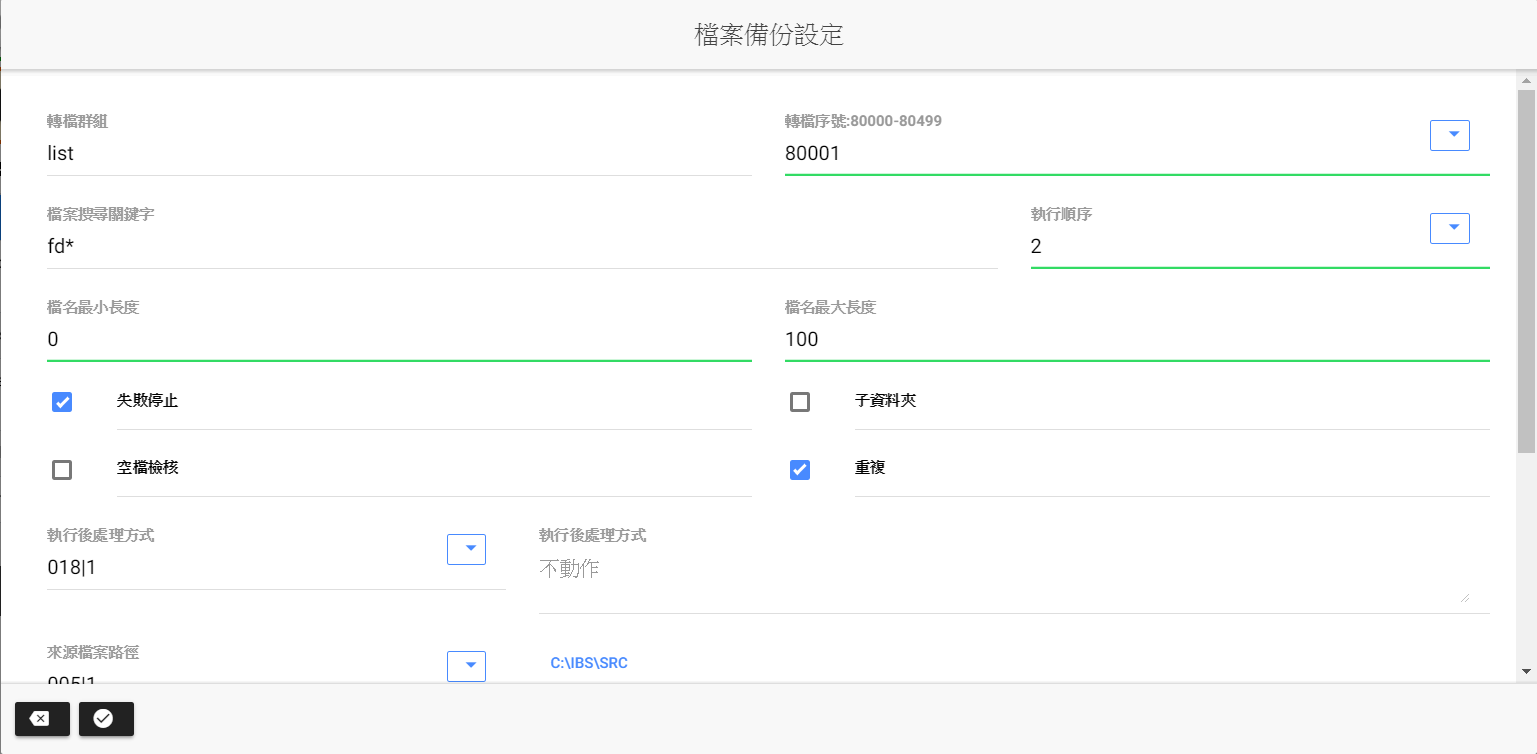 檔案備份設定
轉檔群組
轉檔序號:80000-80499
list
80001
檔案搜尋關鍵字
執行順序
fd*
2
檔名最小長度
檔名最大長度
0
100
失敗停止
子資料夾
空檔檢核
重複
執行後處理方式
執行後處理方式
018|1
不動作
來源檔案路徑
C:\IBS\SRC
005|1